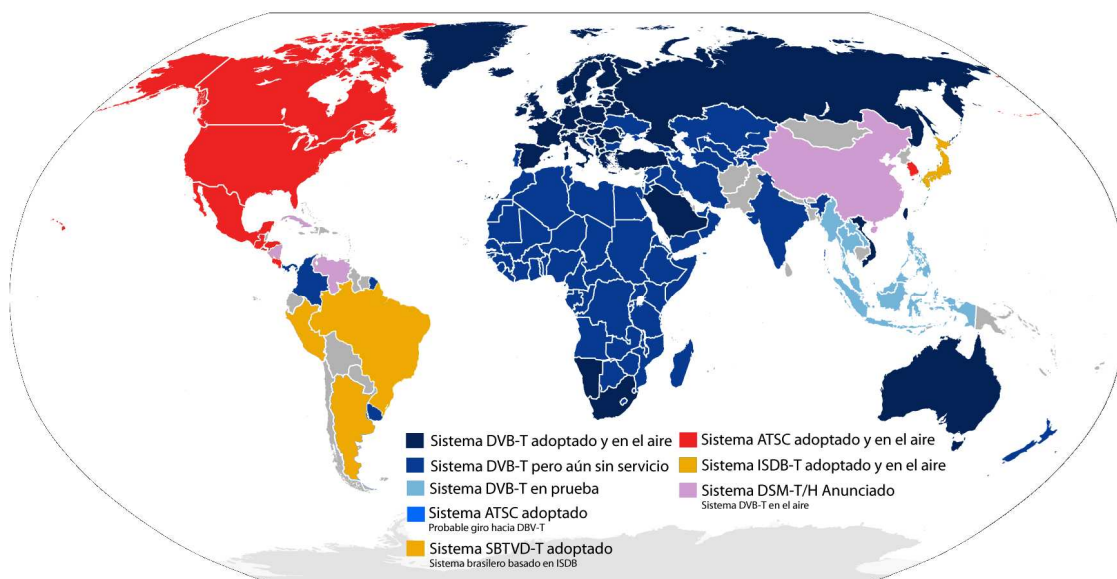 Sistema DVB-T adoptado y en el aire
Sistema DVB-T pero aún sin servicio
Sistema DVB-T en prueba
Sistema ATSC adoptado
Probable giro hacia DBV-T
Sistema SBTVD-T adoptado
Sistema brasilero basado en ISDB
Sistema ATSC adoptado y en el aire
Sistema ISDB-T adoptado y en el aire
Sistema DSM-T/H Anunciado
Sistema DVB-T en el aire